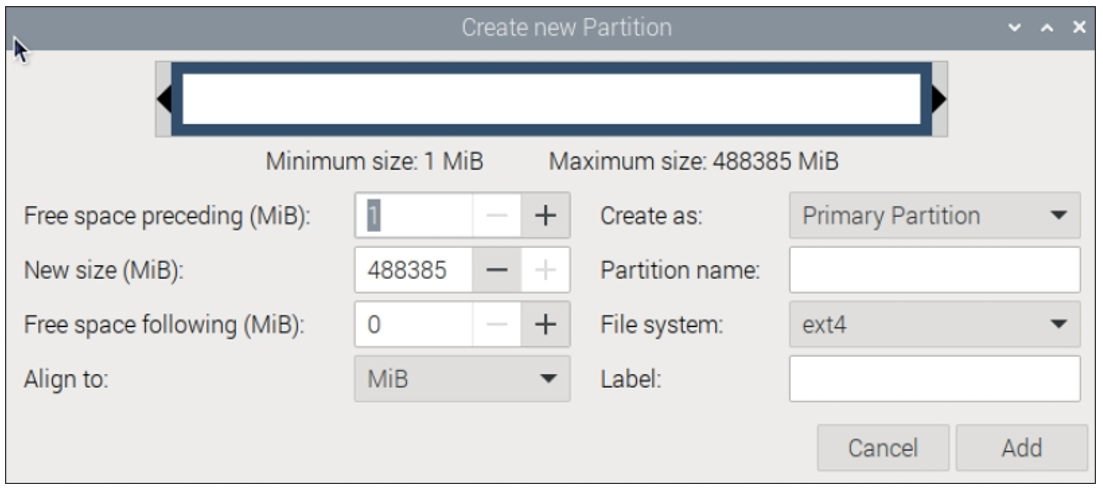 Create new Partition
Minimum size: 1 MiB Maximum size: 488385 MiB
Free space preceding (MiB): 1 − + Create as: Primary Partition
New size (MiB): 488385 − + Partition name:
Free space following (MiB): 0 − + File system: ext4
Align to: MiB Label:
Cancel Add